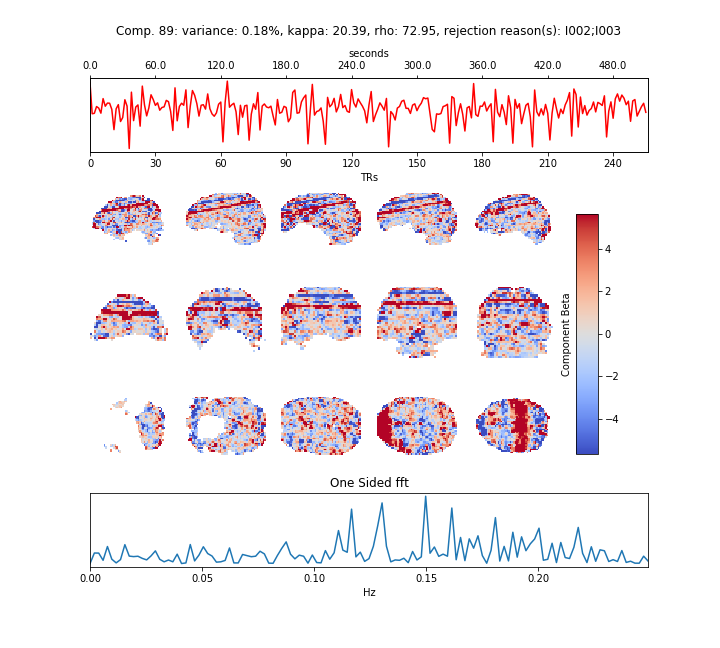 Comp. 89: variance: 0.18%, kappa: 20.39, rho: 72.95, rejection reason(s): I002;I003
seconds
0.0 60.0 120.0 180.0 240.0 300.0 360.0 420.0 480.0
0 30 60 90 120 150 180 210 240
TRs
4
2
0
−2
−4
Component Beta
One Sided fft
0.00 0.05 0.10 0.15 0.20
Hz